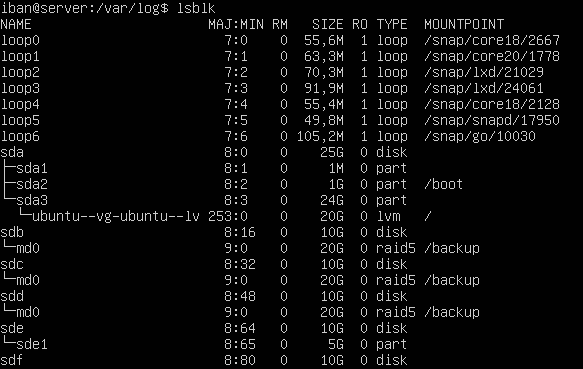 iban@server:/var/log$ lsblk
NAME                      MAJ:MIN RM   SIZE RO TYPE  MOUNTPOINT
loop0                       7:0    0  55,6M  1 loop  /snap/core18/2667
loop1                       7:1    0  63,3M  1 loop  /snap/core20/1778
loop2                       7:2    0  70,3M  1 loop  /snap/lxd/21029
loop3                       7:3    0  91,9M  1 loop  /snap/lxd/24061
loop4                       7:4    0  55,4M  1 loop  /snap/core18/2128
loop5                       7:5    0  49,8M  1 loop  /snap/snapd/17950
loop6                       7:6    0 105,2M  1 loop  /snap/go/10030
sda                         8:0    0    25G  0 disk
├─sda1                      8:1    0     1M  0 part
├─sda2                      8:2    0     1G  0 part  /boot
└─sda3                      8:3    0    24G  0 part
  └─ubuntu--vg-ubuntu--lv 253:0    0    20G  0 lvm   /
sdb                         8:16   0    10G  0 disk
└─md0                       9:0    0    20G  0 raid5 /backup
sdc                         8:32   0    10G  0 disk
└─md0                       9:0    0    20G  0 raid5 /backup
sdd                         8:48   0    10G  0 disk
└─md0                       9:0    0    20G  0 raid5 /backup
sde                         8:64   0    10G  0 disk
└─sde1                      8:65   0     5G  0 part
sdf                         8:80   0    10G  0 disk